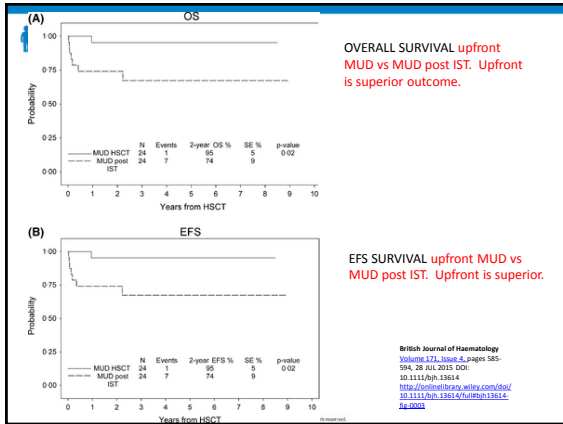 (A)
OS
1·00
0·75
0·50
0·25
0·00
Probability
N Events 2-year OS % SE % p-value
MUD HSCT 24 1 95 5 0·02
MUD post 24 7 74 9
IST
0 1 2 3 4 5 6 7 8 9 10
Years from HSCT
OVERALL SURVIVAL upfront
MUD vs MUD post IST. Upfront
is superior outcome.
(B)
EFS
1·00
0·75
0·50
0·25
0·00
Probability
N Events 2-year EFS % SE % p-value
MUD HSCT 24 1 95 5 0·02
MUD post 24 7 74 9
IST
0 1 2 3 4 5 6 7 8 9 10
Years from HSCT
EFS SURVIVAL upfront MUD vs
MUD post IST. Upfront is superior.
British Journal of Haematology
Volume 171, Issue 4, pages 585-
594, 28 JUL 2015 DOI:
10.1111/bjh.13614
http://onlinelibrary.wiley.com/doi/
10.1111/bjh.13614/full#bjh13614-
fig-0003
ts reserved.